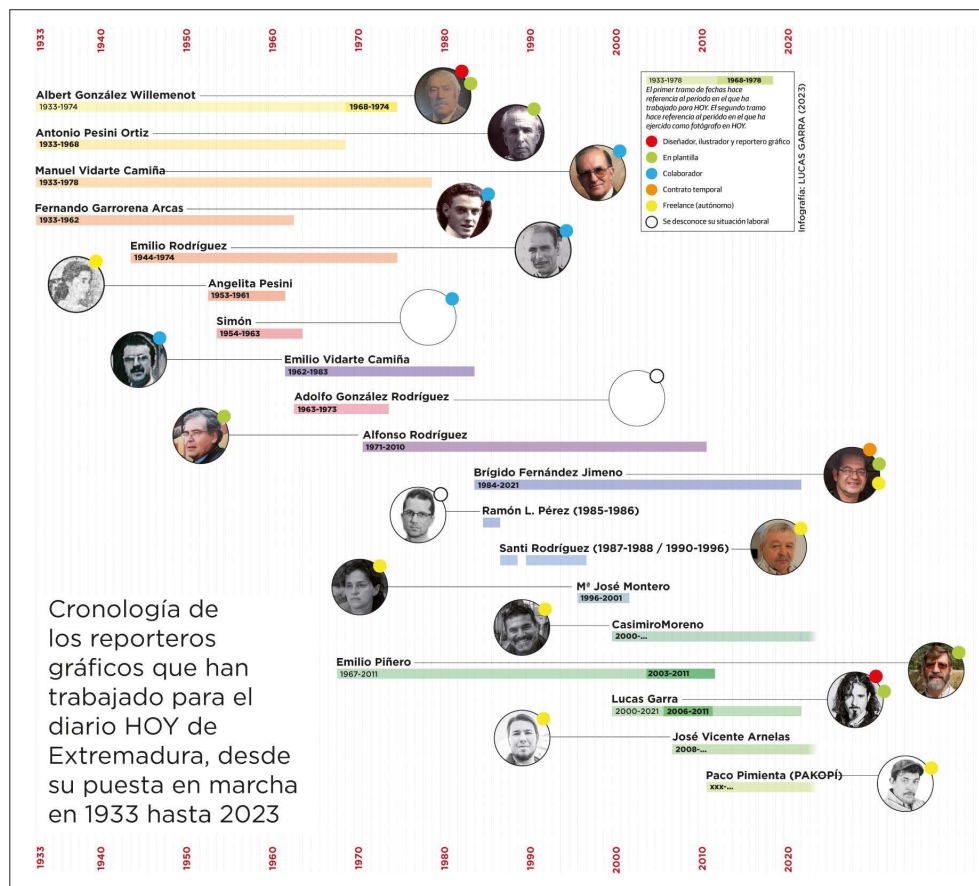 1933
1940
1950
1960
1970
1980
1990
2000
2010
2020
Albert González Willemenot
1933-1974
1968-1974
Antonio Pesini Ortiz
1933-1968
Manuel Vidarte Camiña
1933-1978
Fernando Garrorena Arcas
1933-1962
Emilio Rodríguez
1944-1974
Angelita Pesini
1953-1961
Simón
1954-1963
Emilio Vidarte Camiña
1962-1983
Adolfo González Rodríguez
1963-1973
Alfonso Rodríguez
1971-2010
Brígido Fernández Jimeno
1984-2021
Ramón L. Pérez (1985-1986)
Santi Rodríguez (1987-1988 / 1990-1996)
Mª José Montero
1996-2001
CasimiroMoreno
2000-...
Emilio Piñero
1967-2011
2003-2011
Lucas Garra
2000-2021
2006-2011
José Vicente Arnelas
2008-...
Paco Pimienta (PAKOPÍ)
xxx-...
1933-1978
1968-1978
El primer tramo de fechas hace
referencia al período en el que ha
trabajado para HOY. El segundo tramo
hace referencia al periódo en el que ha
ejercido como fotógrafo en HOY.
Diseñador, ilustrador y reportero gráfico
En plantilla
Colaborador
Contrato temporal
Freelance (autónomo)
Se desconoce su situación laboral
Infografía: LUCAS GARRA (2023)
Cronología de
los reporteros
gráficos que han
trabajado para el
diario HOY de
Extremadura, desde
su puesta en marcha
en 1933 hasta 2023
1933
1940
1950
1960
1970
1980
1990
2000
2010
2020